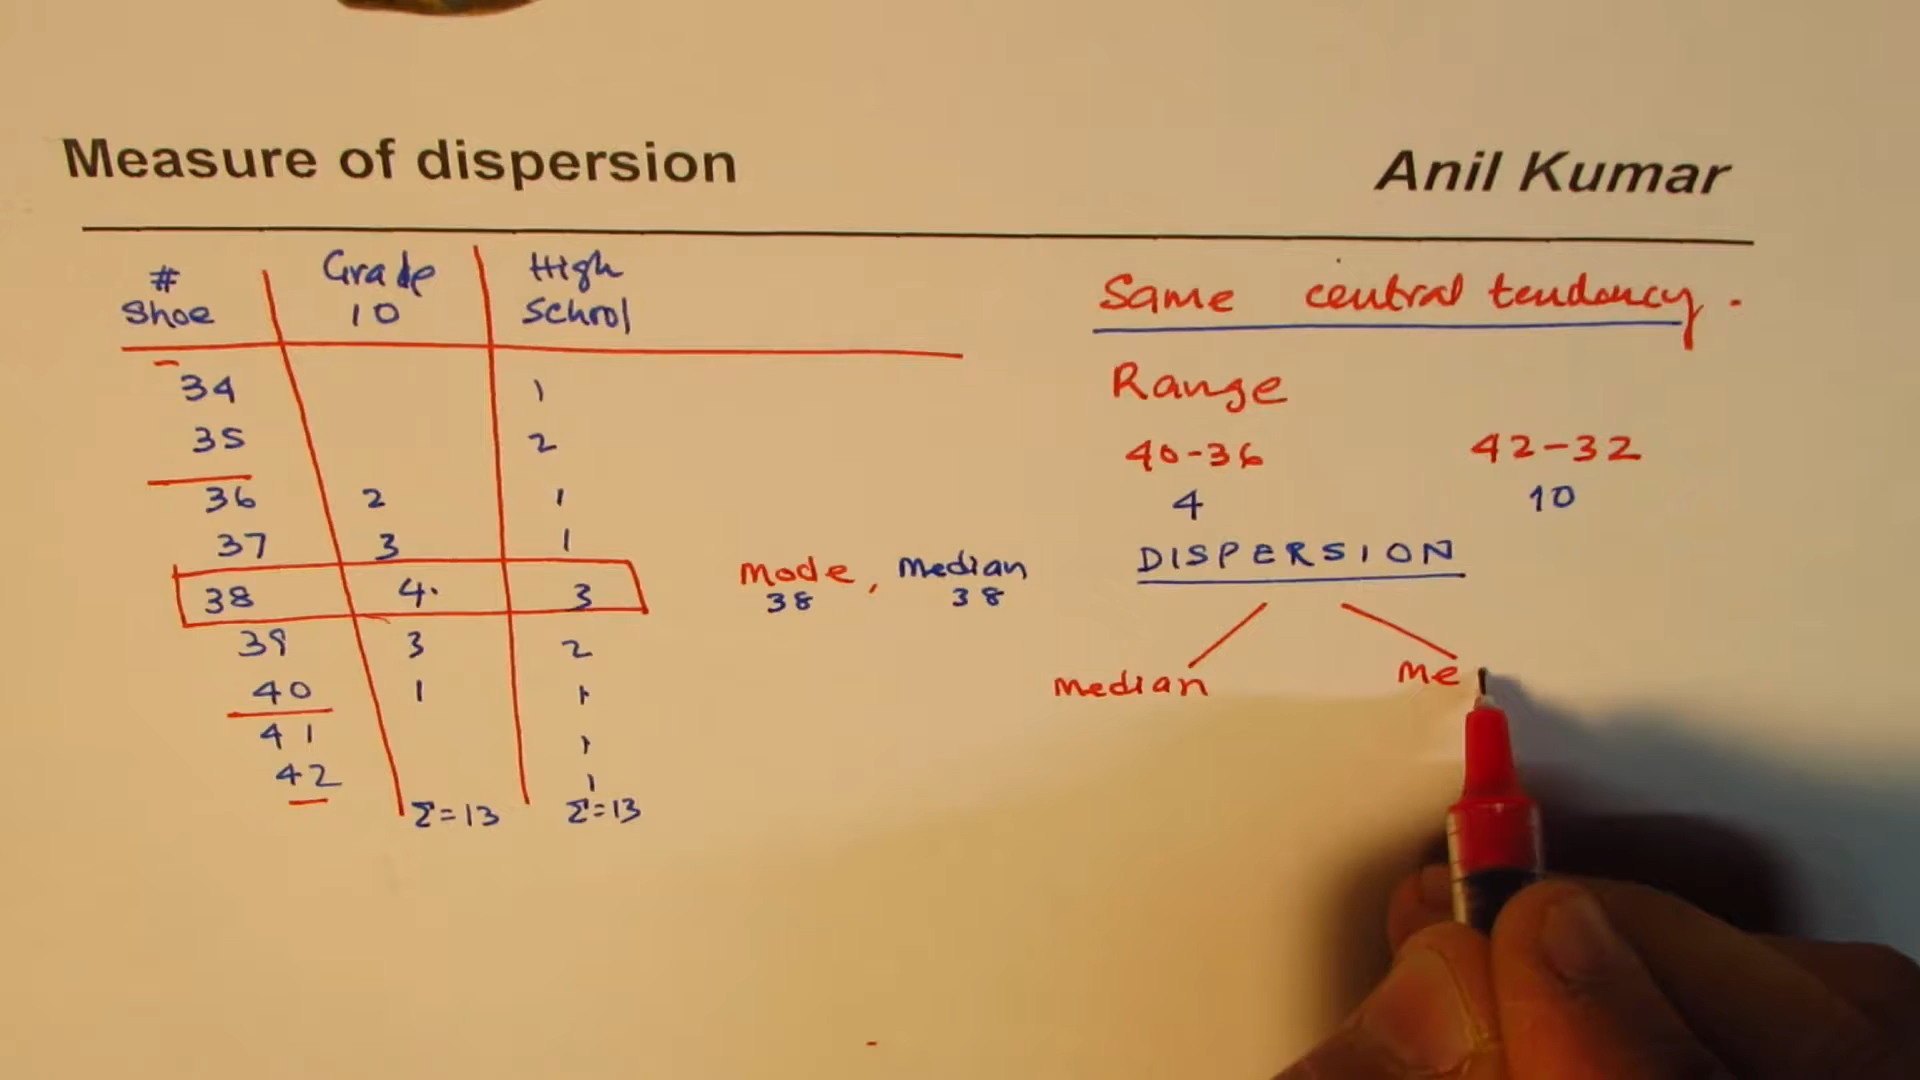 Measure of dispersion
Anil Kumar
# Shoe
Grade 10
High School
34 1
35 2
36 2 1
37 3 1
38 4. 3
39 3 2
40 1 1
41 1
42 1
Σ=13 Σ=13
mode, median
38 38
Same central tendency.
Range
40-36 42-32
4 10
DISPERSION
median me